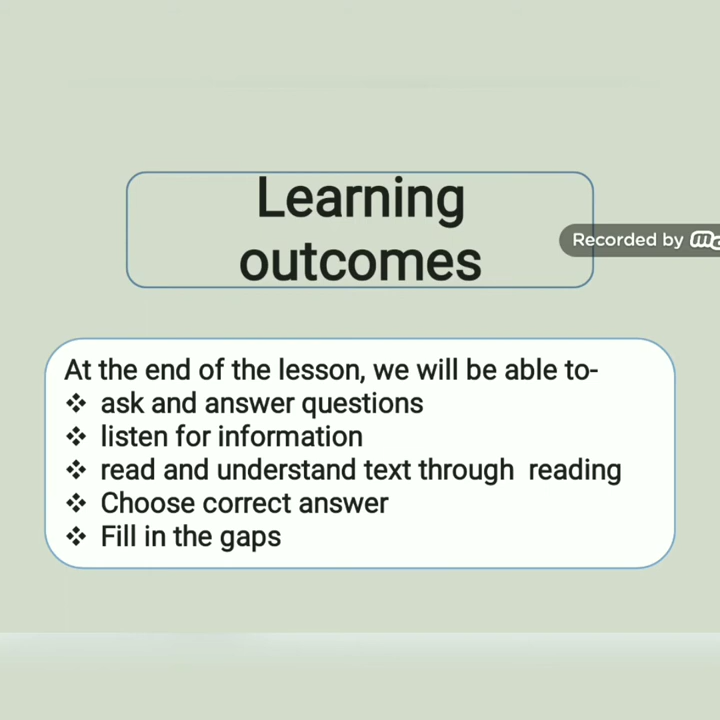 Learning
outcomes
Recorded by
At the end of the lesson, we will be able to-
❖ ask and answer questions
❖ listen for information
❖ read and understand text through  reading
❖ Choose correct answer
❖ Fill in the gaps